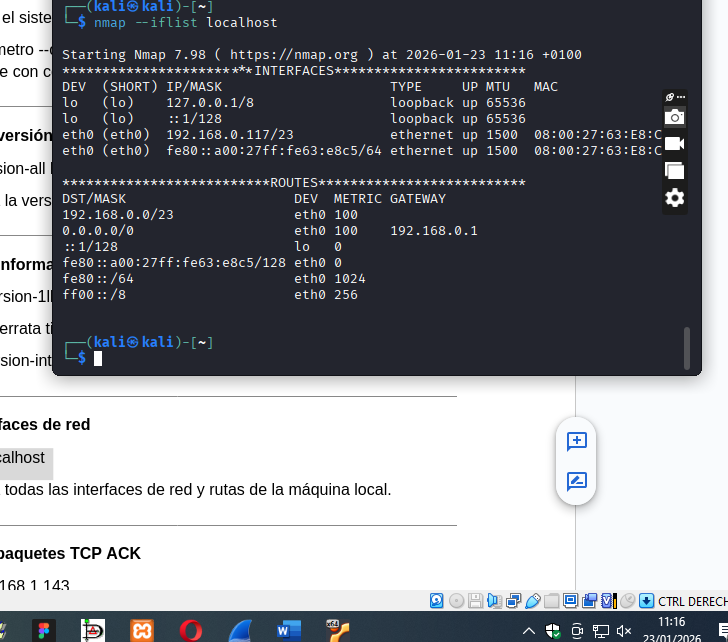 (kali㉿kali)-[~]
$ nmap --iflist localhost
Starting Nmap 7.98 ( https://nmap.org ) at 2026-01-23 11:16 +0100
************************INTERFACES************************
DEV (SHORT) IP/MASK TYPE UP MTU MAC
lo (lo) 127.0.0.1/8 loopback up 65536
lo (lo) ::1/128 loopback up 65536
eth0 (eth0) 192.168.0.117/23 ethernet up 1500 08:00:27:63:E8:C
eth0 (eth0) fe80::a00:27ff:fe63:e8c5/64 ethernet up 1500 08:00:27:63:E8:C
**************************ROUTES**************************
DST/MASK DEV METRIC GATEWAY
192.168.0.0/23 eth0 100
0.0.0.0/0 eth0 100 192.168.0.1
::1/128 lo 0
fe80::a00:27ff:fe63:e8c5/128 eth0 0
fe80::/64 eth0 1024
ff00::/8 eth0 256
(kali㉿kali)-[~]
$
el siste
metro --
e con c
versión
sion-all
la vers
nforma
rsion-1
errata ti
sion-int
faces de red
calhost
todas las interfaces de red y rutas de la máquina local.
paquetes TCP ACK
168.1.143
CTRL DERECH
11:16
23/01/2026